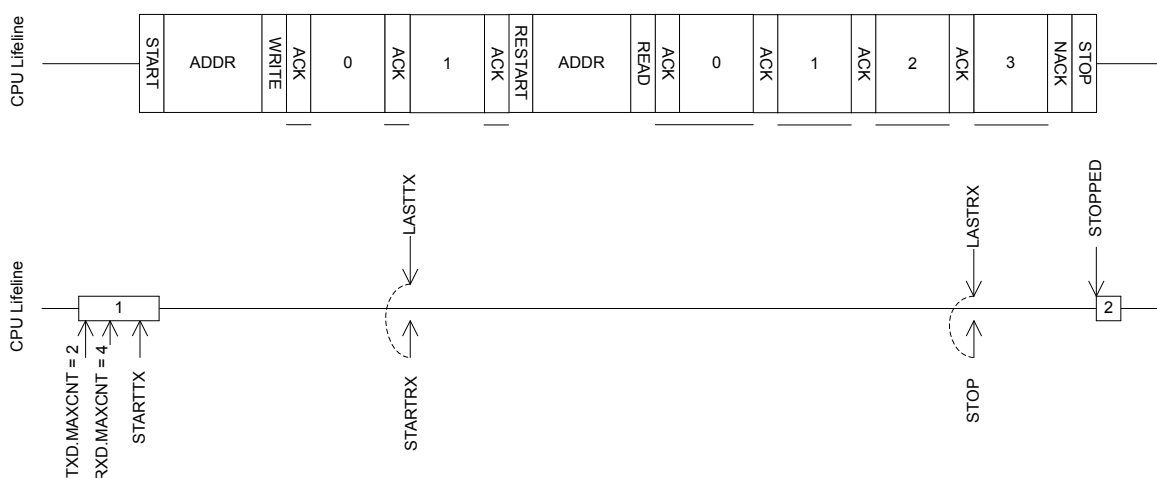 CPU Lifeline
START
ADDR
WRITE
ACK
0
ACK
1
ACK
RESTART
ADDR
READ
ACK
0
ACK
1
ACK
2
ACK
3
NACK
STOP
CPU Lifeline
1
TXD.MAXCNT = 2
RXD.MAXCNT = 4
STARTTX
LASTTX
STARTRX
LASTRX
STOP
STOPPED
2